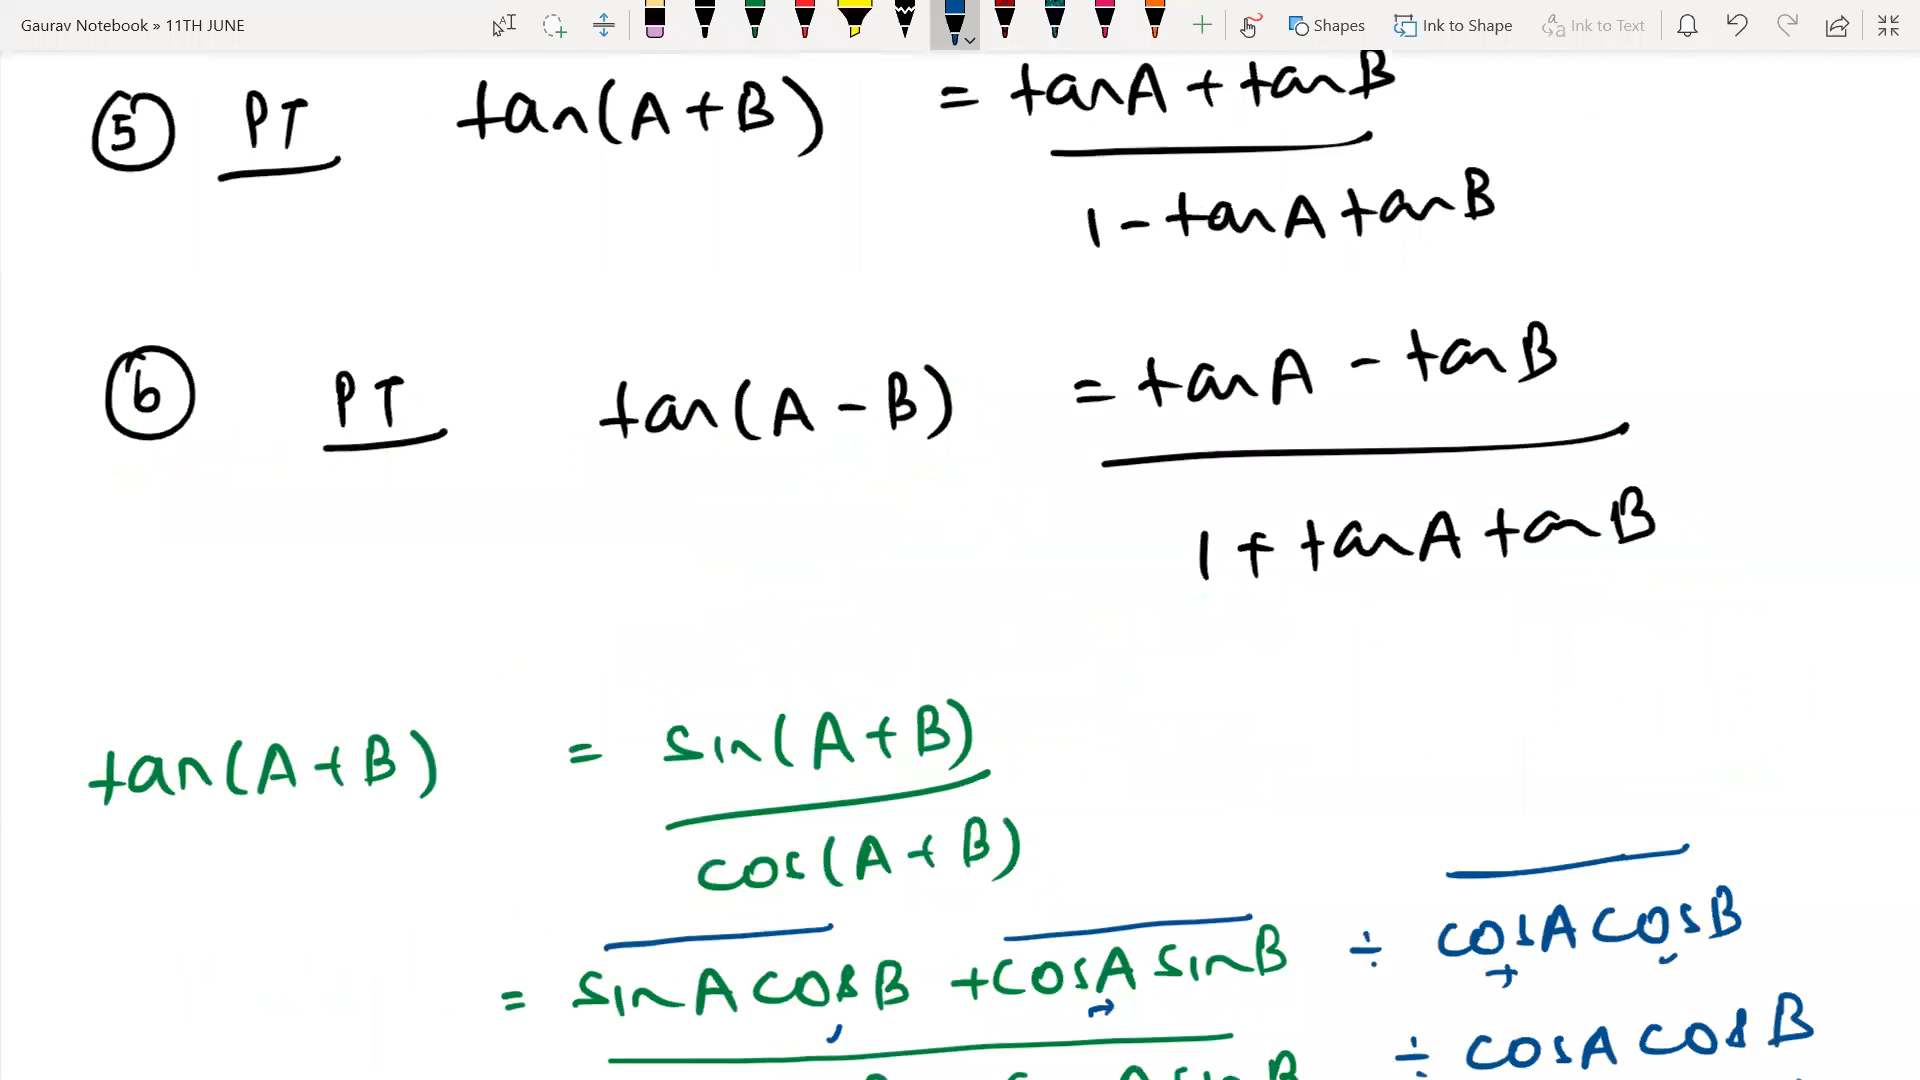 Gaurav Notebook » 11TH JUNE Shapes Ink to Shape Ink to Text
5 PT tan(A+B) = tanA + tanB
1 - tanA tanB
6 PT tan(A - B) = tanA - tanB
1 + tanA tanB
tan(A+B) = sin(A+B)
cos(A+B)
= sinA cosB + cosA sinB ÷ cosA cosB
÷ cosA cosB